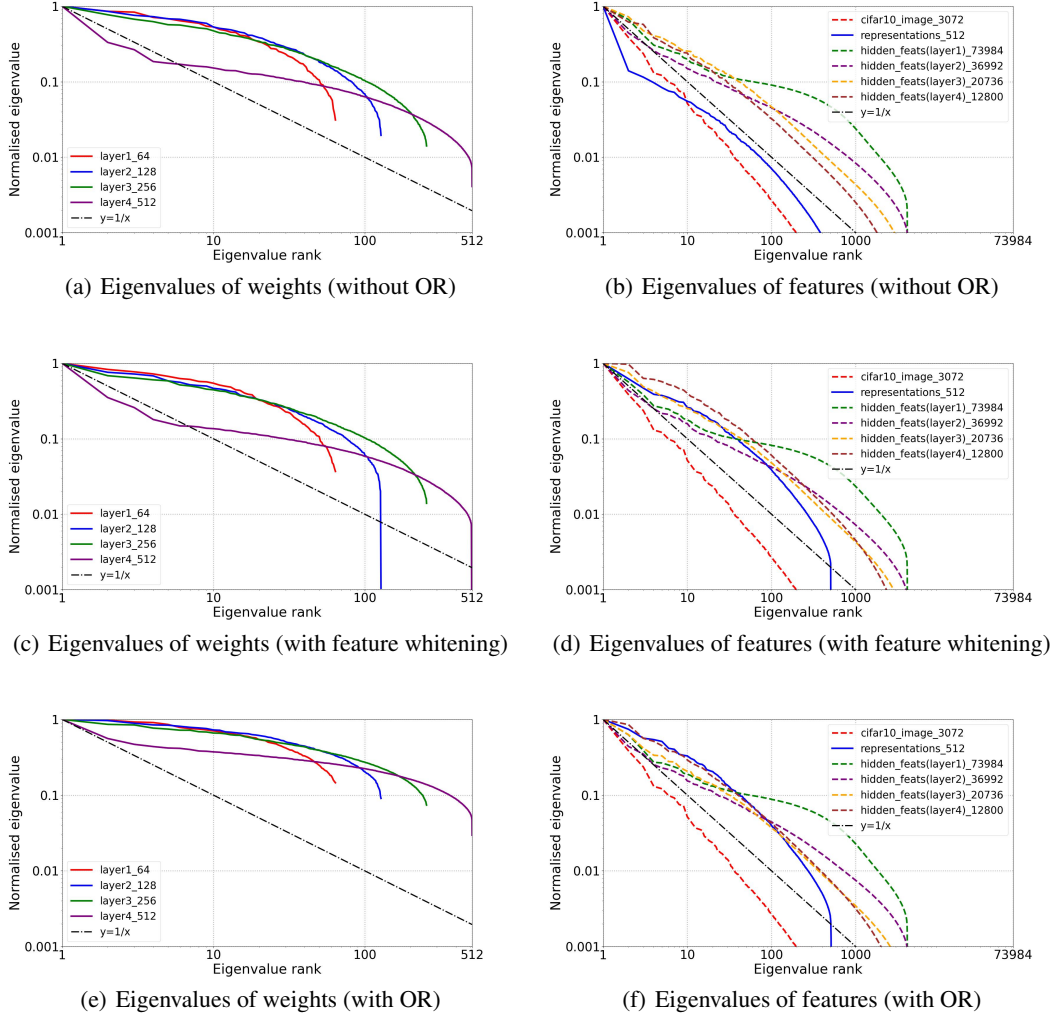 Normalised eigenvalue
1
0.1
0.01
0.001
layer1_64
layer2_128
layer3_256
layer4_512
y=1/x
1
10
100
512
Eigenvalue rank
(a) Eigenvalues of weights (without OR)
Normalised eigenvalue
1
0.1
0.01
0.001
cifar10_image_3072
representations_512
hidden_feats(layer1)_73984
hidden_feats(layer2)_36992
hidden_feats(layer3)_20736
hidden_feats(layer4)_12800
y=1/x
1
10
100
1000
73984
Eigenvalue rank
(b) Eigenvalues of features (without OR)
Normalised eigenvalue
1
0.1
0.01
0.001
layer1_64
layer2_128
layer3_256
layer4_512
y=1/x
1
10
100
512
Eigenvalue rank
(c) Eigenvalues of weights (with feature whitening)
Normalised eigenvalue
1
0.1
0.01
0.001
cifar10_image_3072
representations_512
hidden_feats(layer1)_73984
hidden_feats(layer2)_36992
hidden_feats(layer3)_20736
hidden_feats(layer4)_12800
y=1/x
1
10
100
1000
73984
Eigenvalue rank
(d) Eigenvalues of features (with feature whitening)
Normalised eigenvalue
1
0.1
0.01
0.001
layer1_64
layer2_128
layer3_256
layer4_512
y=1/x
1
10
100
512
Eigenvalue rank
(e) Eigenvalues of weights (with OR)
Normalised eigenvalue
1
0.1
0.01
0.001
cifar10_image_3072
representations_512
hidden_feats(layer1)_73984
hidden_feats(layer2)_36992
hidden_feats(layer3)_20736
hidden_feats(layer4)_12800
y=1/x
1
10
100
1000
73984
Eigenvalue rank
(f) Eigenvalues of features (with OR)